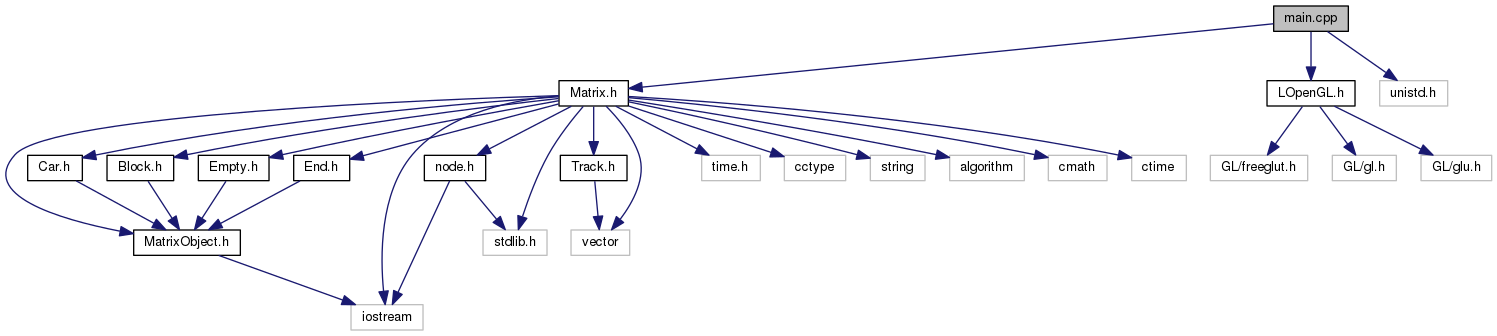 main.cpp
Matrix.h
LOpenGL.h
unistd.h
Car.h
Block.h
Empty.h
End.h
node.h
Track.h
time.h
cctype
string
algorithm
cmath
ctime
GL/freeglut.h
GL/gl.h
GL/glu.h
MatrixObject.h
stdlib.h
vector
iostream